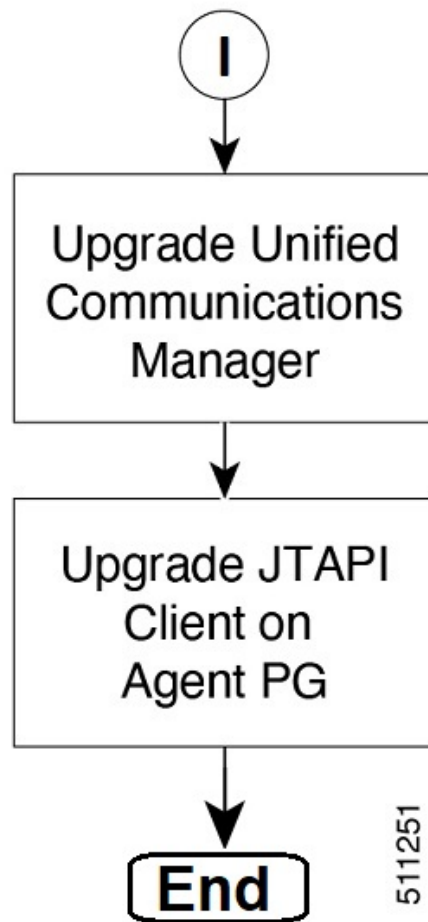 I
Upgrade Unified
Communications
Manager
Upgrade JTAPI
Client on
Agent PG
End
511251